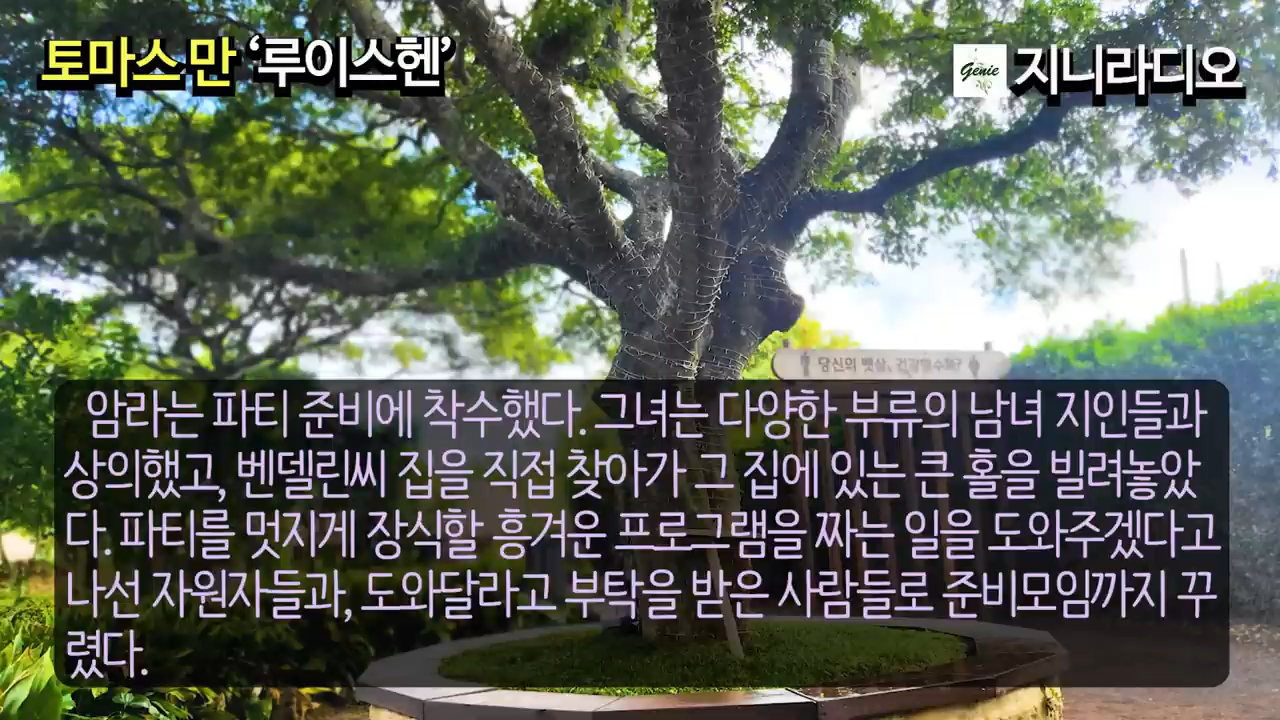 토마스 만 ‘루이스헨’
Genie 지니라디오
당신의 뱃살, 건강할수께?
암라는 파티 준비에 착수했다. 그녀는 다양한 부류의 남녀 지인들과
상의했고, 벤델린씨 집을 직접 찾아가 그 집에 있는 큰 홀을 빌려놓았
다. 파티를 멋지게 장식할 흥겨운 프로그램을 짜는 일을 도와주겠다고
나선 자원자들과, 도와달라고 부탁을 받은 사람들로 준비모임까지 꾸
렸다.